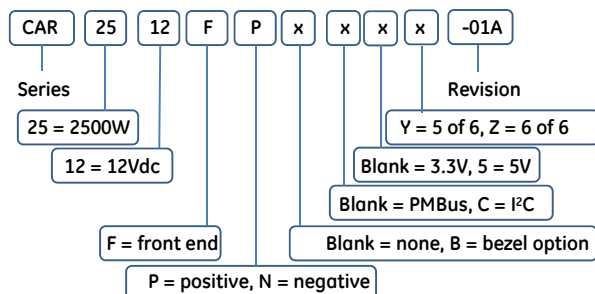 CAR 25 12 F P x x x x -01A
Series Revision
25 = 2500W Y = 5 of 6, Z = 6 of 6
12 = 12Vdc Blank = 3.3V, 5 = 5V
Blank = PMBus, C = I²C
F = front end Blank = none, B = bezel option
P = positive, N = negative